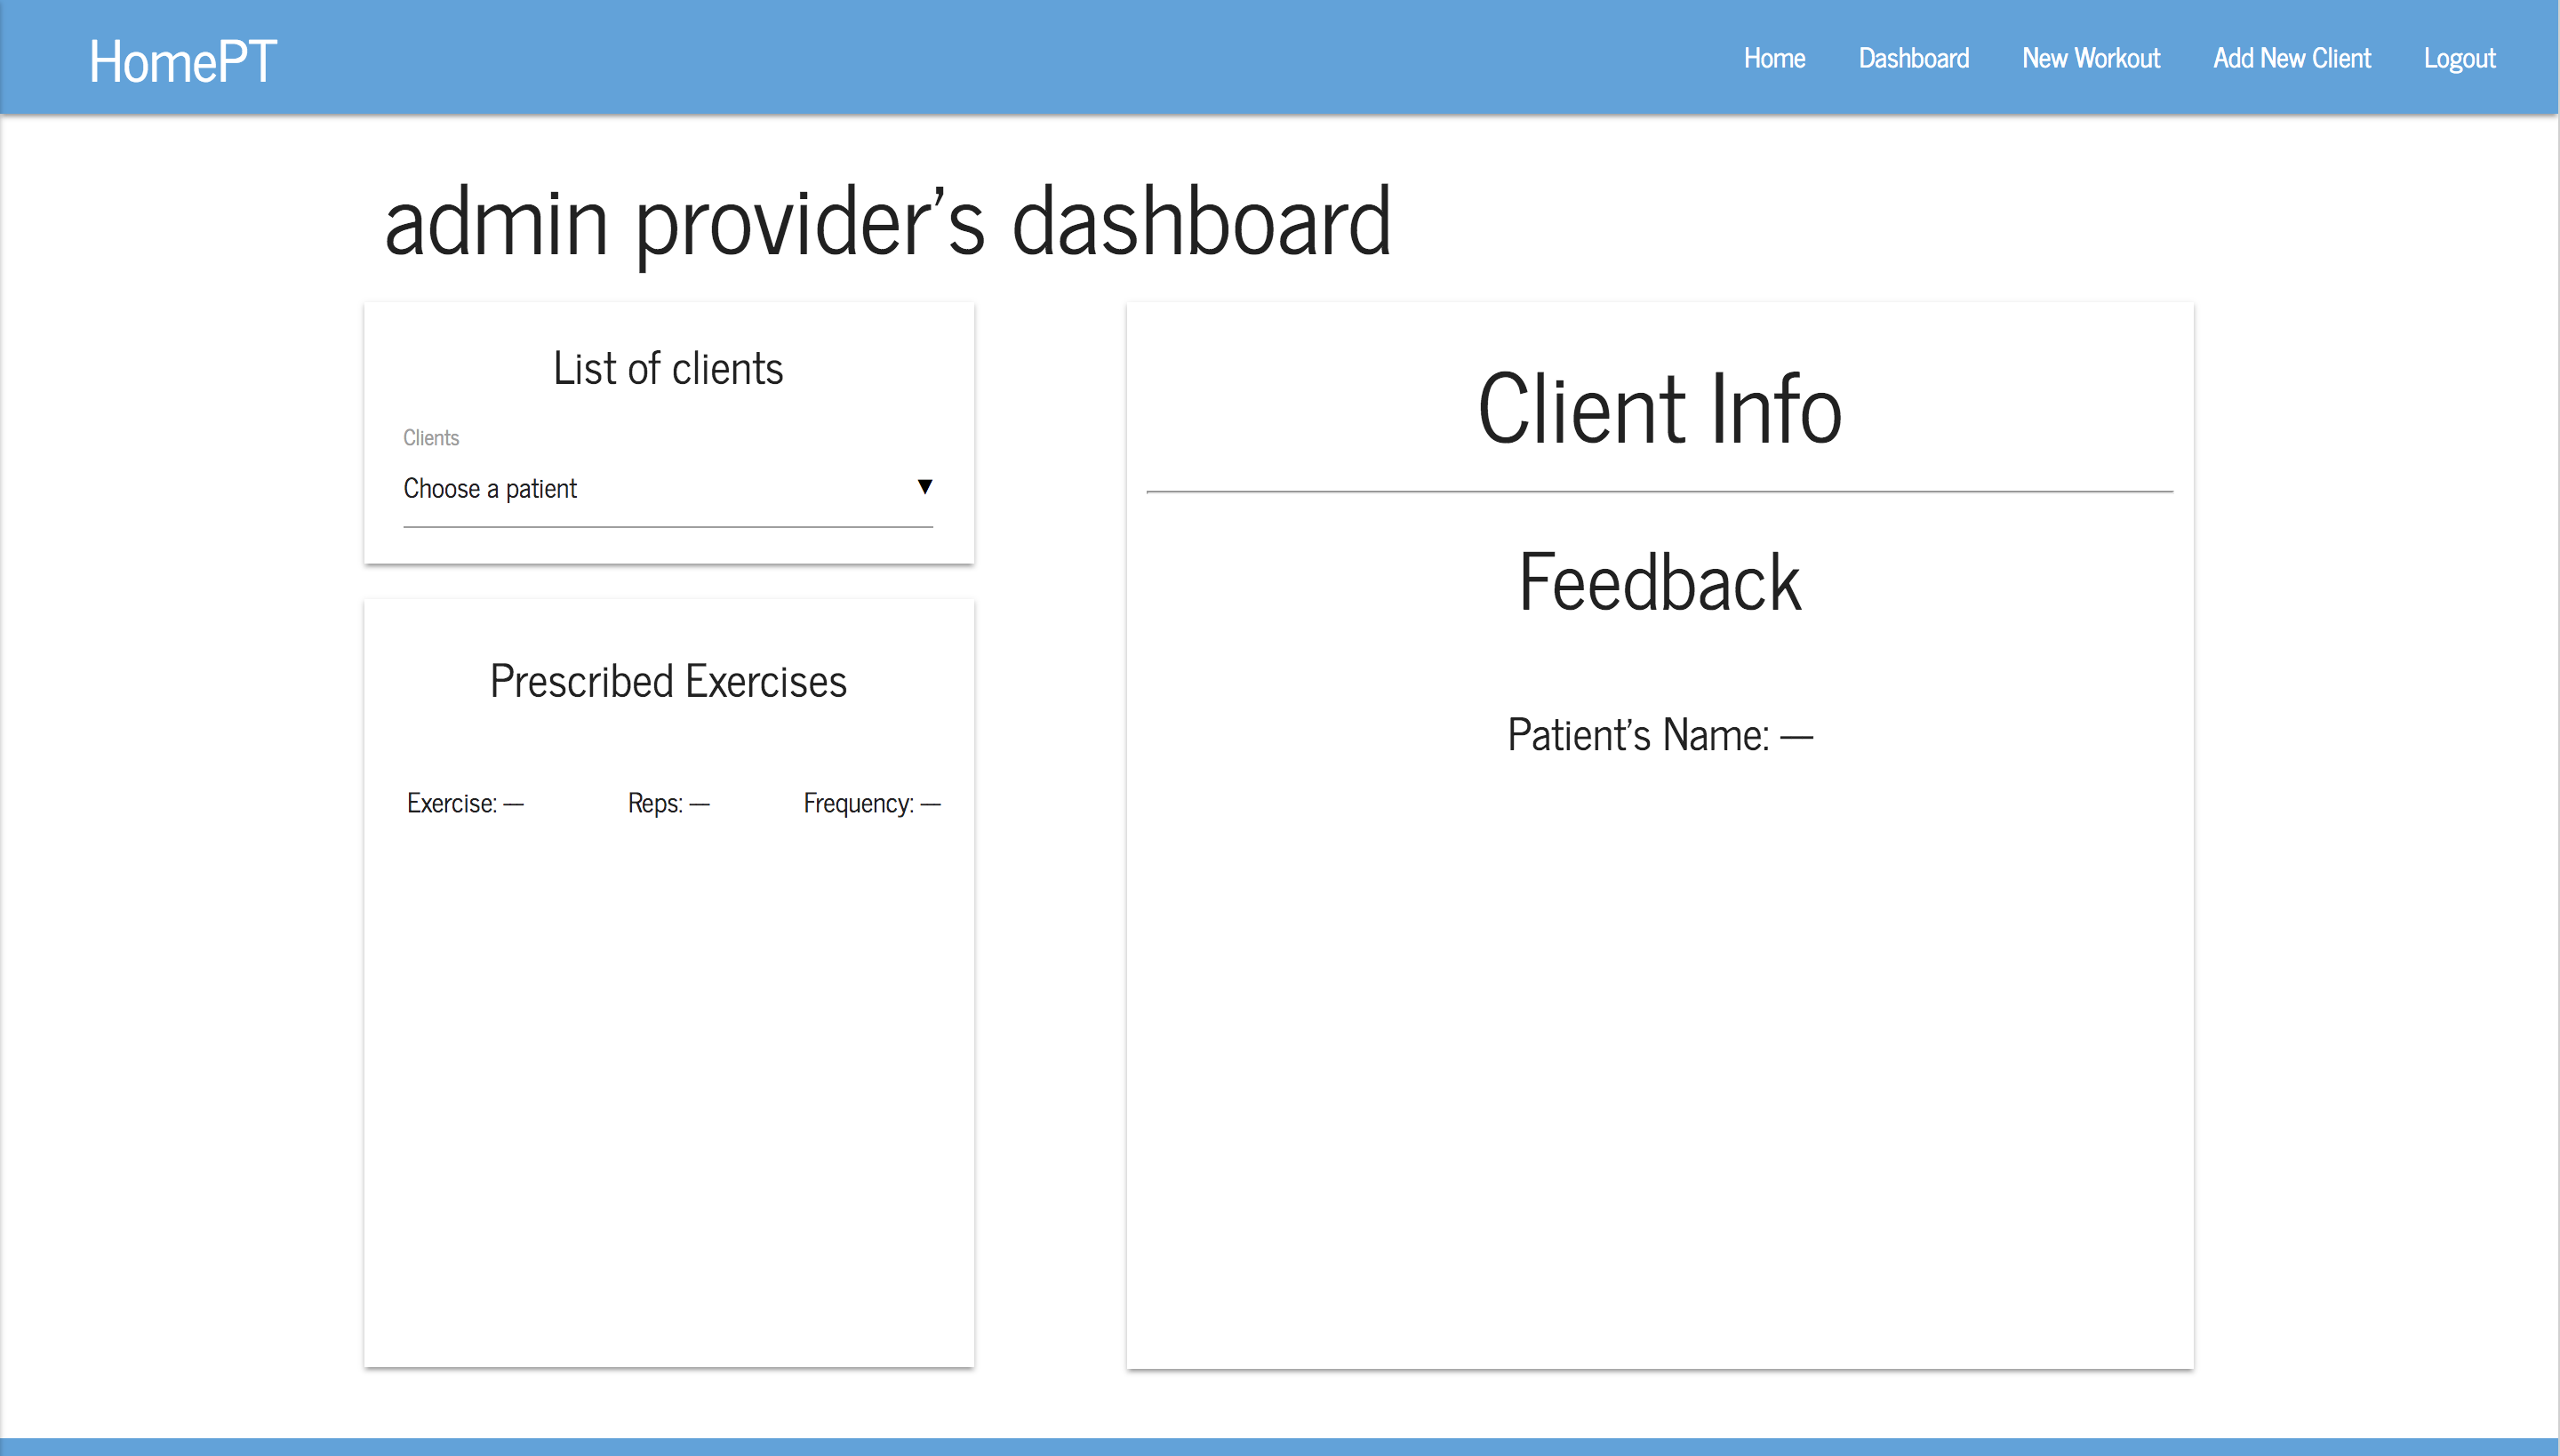 HomePT
Home Dashboard New Workout Add New Client Logout
admin provider's dashboard
List of clients
Clients
Choose a patient
Prescribed Exercises
Exercise: — Reps: — Frequency: —
Client Info
Feedback
Patient's Name: —